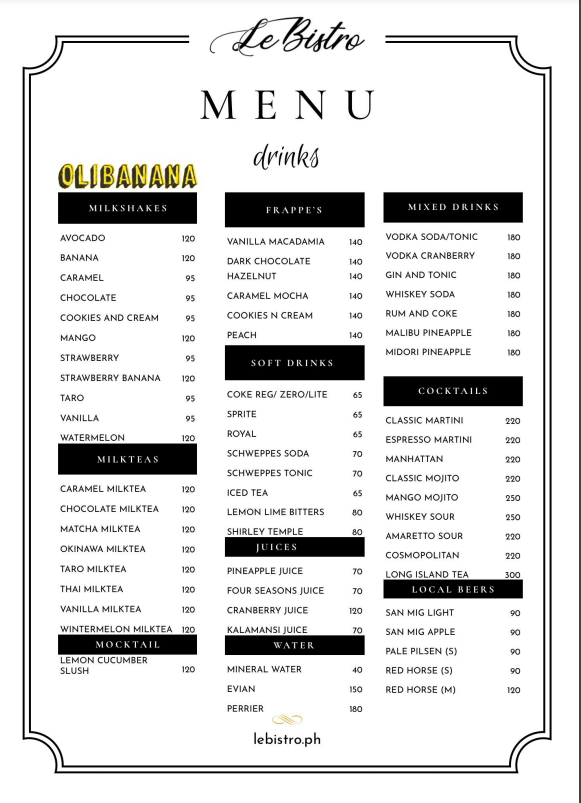 Le Bistro
MENU
drinks
OLIBANANA
MILKSHAKES
AVOCADO 120
BANANA 120
CARAMEL 95
CHOCOLATE 95
COOKIES AND CREAM 95
MANGO 120
STRAWBERRY 95
STRAWBERRY BANANA 120
TARO 95
VANILLA 95
WATERMELON 120
MILKTEAS
CARAMEL MILKTEA 120
CHOCOLATE MILKTEA 120
MATCHA MILKTEA 120
OKINAWA MILKTEA 120
TARO MILKTEA 120
THAI MILKTEA 120
VANILLA MILKTEA 120
WINTERMELON MILKTEA 120
MOCKTAIL
LEMON CUCUMBER
SLUSH 120
FRAPPE'S
VANILLA MACADAMIA 140
DARK CHOCOLATE
HAZELNUT 140
CARAMEL MOCHA 140
COOKIES N CREAM 140
PEACH 140
SOFT DRINKS
COKE REG/ ZERO/LITE 65
SPRITE 65
ROYAL 65
SCHWEPPES SODA 70
SCHWEPPES TONIC 70
ICED TEA 65
LEMON LIME BITTERS 80
SHIRLEY TEMPLE 80
JUICES
PINEAPPLE JUICE 70
FOUR SEASONS JUICE 70
CRANBERRY JUICE 120
KALAMANSI JUICE 70
WATER
MINERAL WATER 40
EVIAN 150
PERRIER 180
MIXED DRINKS
VODKA SODA/TONIC 180
VODKA CRANBERRY 180
GIN AND TONIC 180
WHISKEY SODA 180
RUM AND COKE 180
MALIBU PINEAPPLE 180
MIDORI PINEAPPLE 180
COCKTAILS
CLASSIC MARTINI 220
ESPRESSO MARTINI 220
MANHATTAN 220
CLASSIC MOJITO 220
MANGO MOJITO 250
WHISKEY SOUR 250
AMARETTO SOUR 220
COSMOPOLITAN 220
LONG ISLAND TEA 300
LOCAL BEERS
SAN MIG LIGHT 90
SAN MIG APPLE 90
PALE PILSEN (S) 90
RED HORSE (S) 90
RED HORSE (M) 120
lebistro.ph